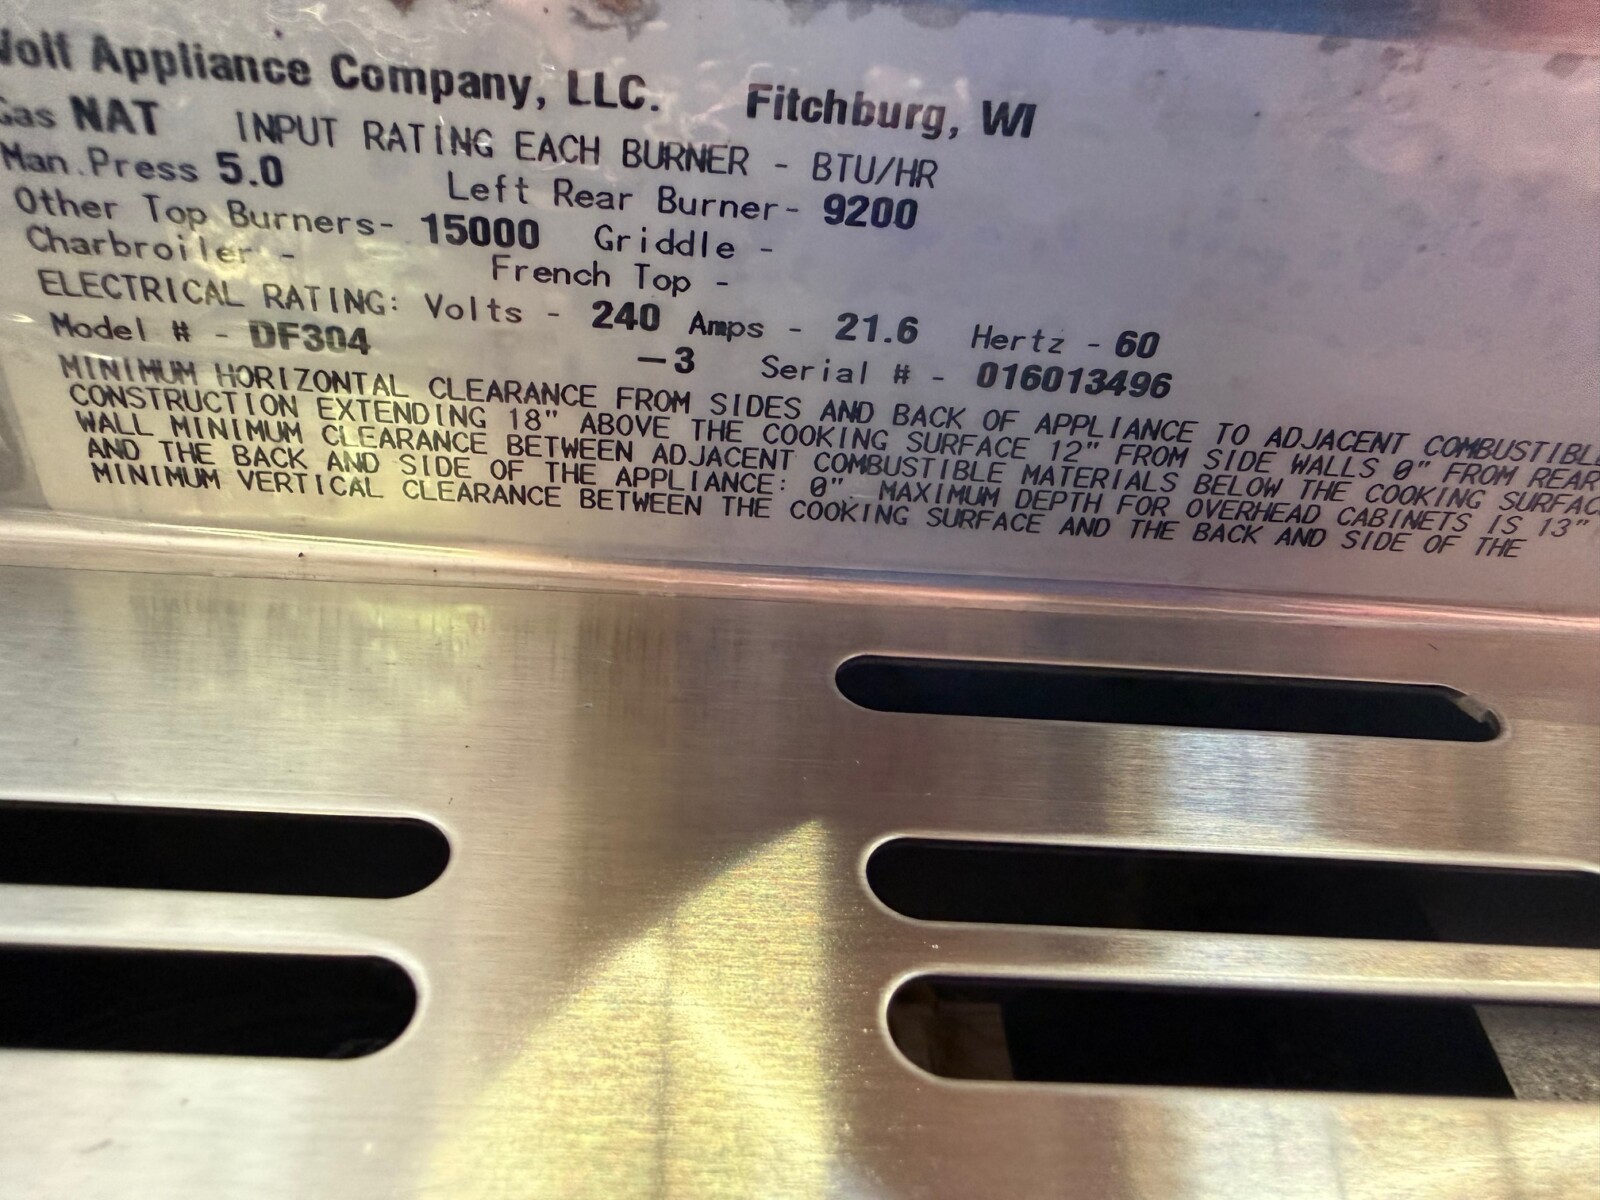 Wolf Appliance Company, LLC. Fitchburg, WI
Gas NAT INPUT RATING EACH BURNER - BTU/HR
Man.Press 5.0 Left Rear Burner- 9200
Other Top Burners- 15000 Griddle -
Charbroiler - French Top -
ELECTRICAL RATING: Volts - 240 Amps - 21.6 Hertz - 60
Model # - DF304 -3 Serial # - 016013496
MINIMUM HORIZONTAL CLEARANCE FROM SIDES AND BACK OF APPLIANCE TO ADJACENT COMBUSTIBLE
CONSTRUCTION EXTENDING 18" ABOVE THE COOKING SURFACE 12" FROM SIDE WALLS 0" FROM REAR
WALL MINIMUM CLEARANCE BETWEEN ADJACENT COMBUSTIBLE MATERIALS BELOW THE COOKING SURFAC
AND THE BACK AND SIDE OF THE APPLIANCE: 0". MAXIMUM DEPTH FOR OVERHEAD CABINETS IS 13"
MINIMUM VERTICAL CLEARANCE BETWEEN THE COOKING SURFACE AND THE BACK AND SIDE OF THE